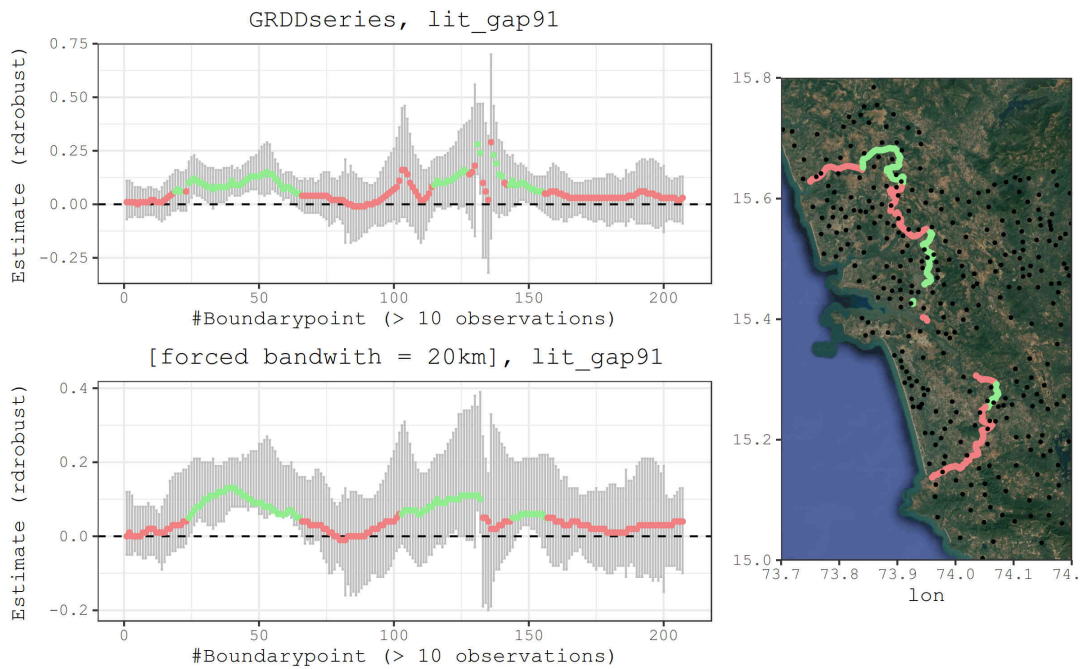 GRDDseries, lit_gap91
Estimate (rdrobust)
0.75
0.50
0.25
0.00
-0.25
0 50 100 150 200
#Boundarypoint (> 10 observations)
[forced bandwith = 20km], lit_gap91
Estimate (rdrobust)
0.4
0.2
0.0
-0.2
0 50 100 150 200
#Boundarypoint (> 10 observations)
15.8
15.6
15.4
15.2
15.0
73.7 73.8 73.9 74.0 74.1 74.
lon